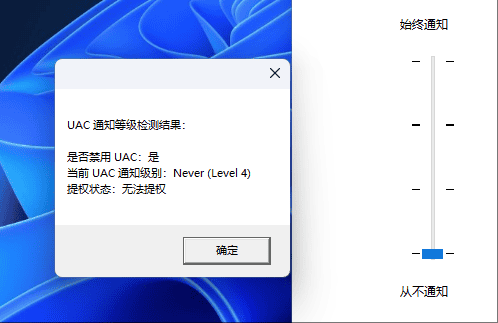 UAC 通知等级检测结果：
是否禁用 UAC：是
当前 UAC 通知级别：Never (Level 4)
提权状态：无法提权
确定
始终通知
从不通知